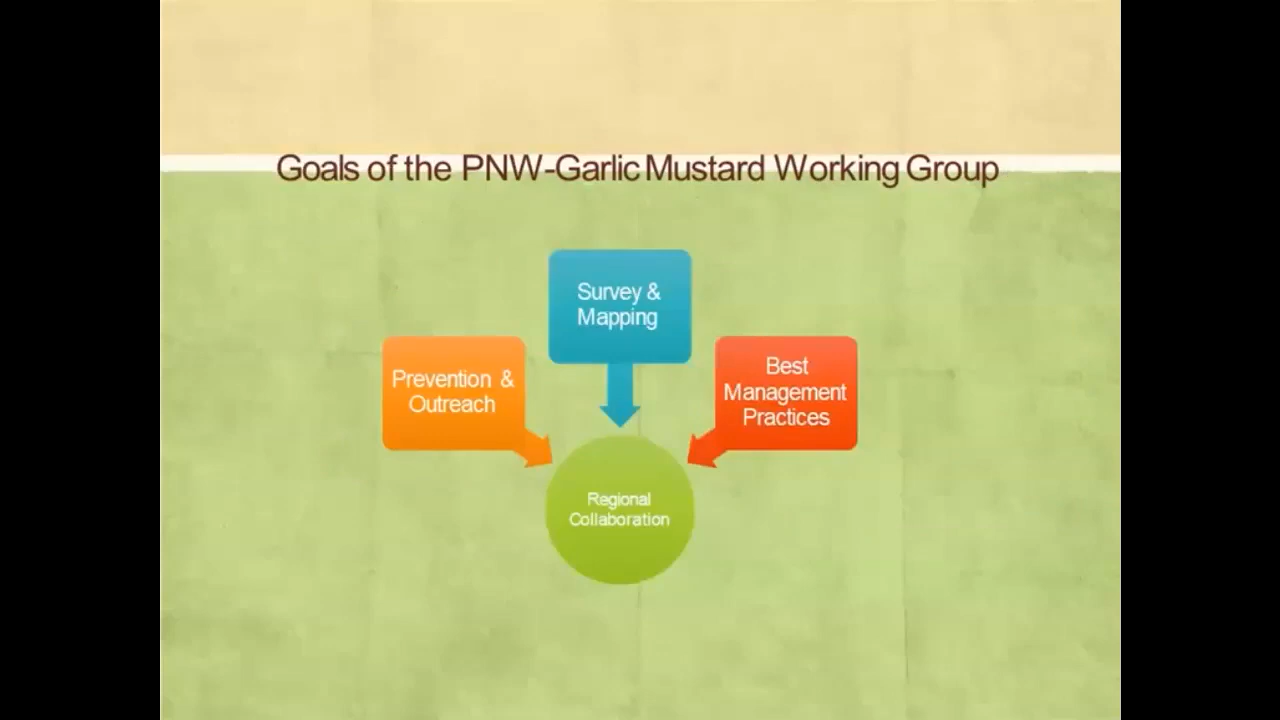 Goals of the PNW-Garlic Mustard Working Group
Survey &
Mapping
Prevention &
Outreach
Best
Management
Practices
Regional
Collaboration